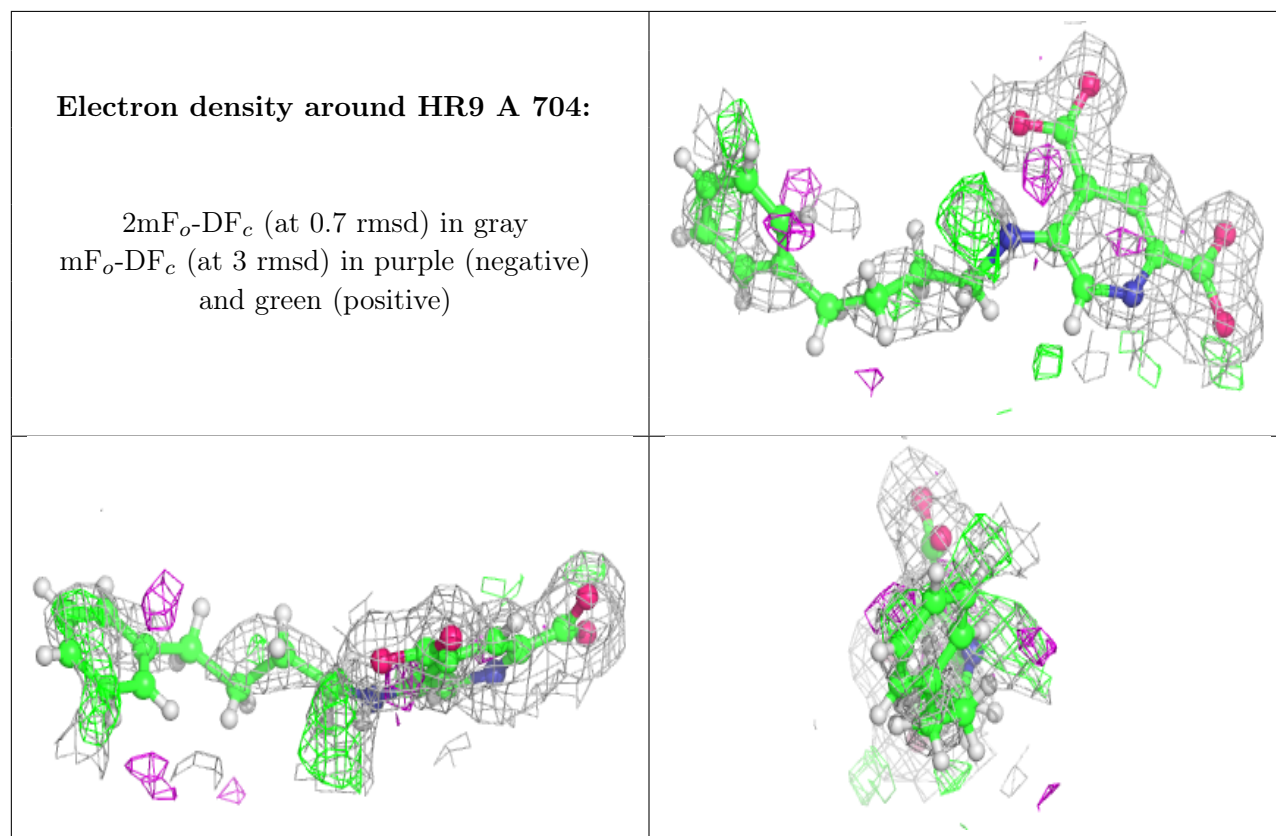 Electron density around HR9 A 704:
2mFₒ-DF𝒸 (at 0.7 rmsd) in gray
mFₒ-DF𝒸 (at 3 rmsd) in purple (negative)
and green (positive)